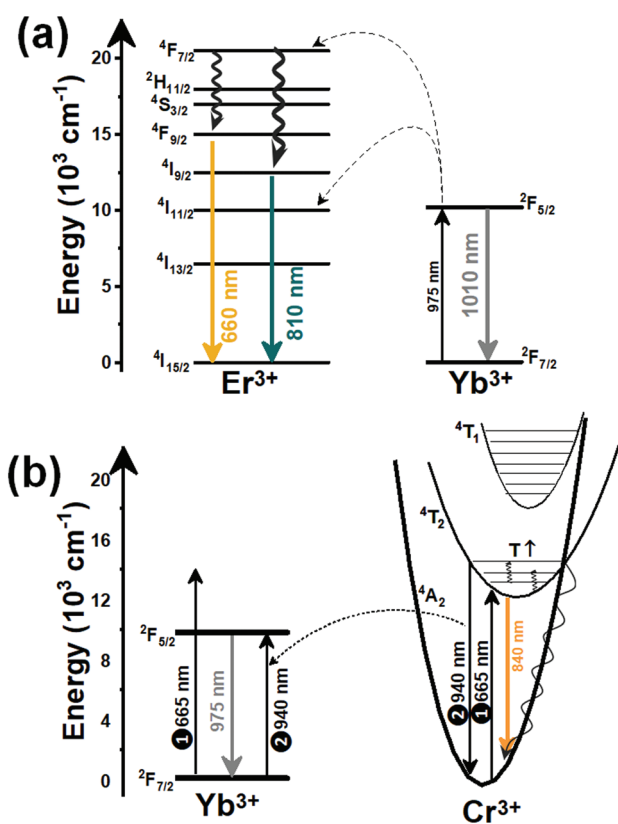 (a)
Energy (10³ cm⁻¹)
20
15
10
5
0
⁴F₇/₂
²H₁₁/₂
⁴S₃/₂
⁴F₉/₂
⁴I₉/₂
⁴I₁₁/₂
⁴I₁₃/₂
⁴I₁₅/₂
660 nm
810 nm
Er³⁺
²F₅/₂
975 nm
1010 nm
²F₇/₂
Yb³⁺
(b)
Energy (10³ cm⁻¹)
20
16
12
8
4
0
²F₅/₂
²F₇/₂
❶665 nm
975 nm
❷940 nm
Yb³⁺
⁴T₁
⁴T₂
⁴A₂
T↑
❷940 nm
❶665 nm
840 nm
Cr³⁺